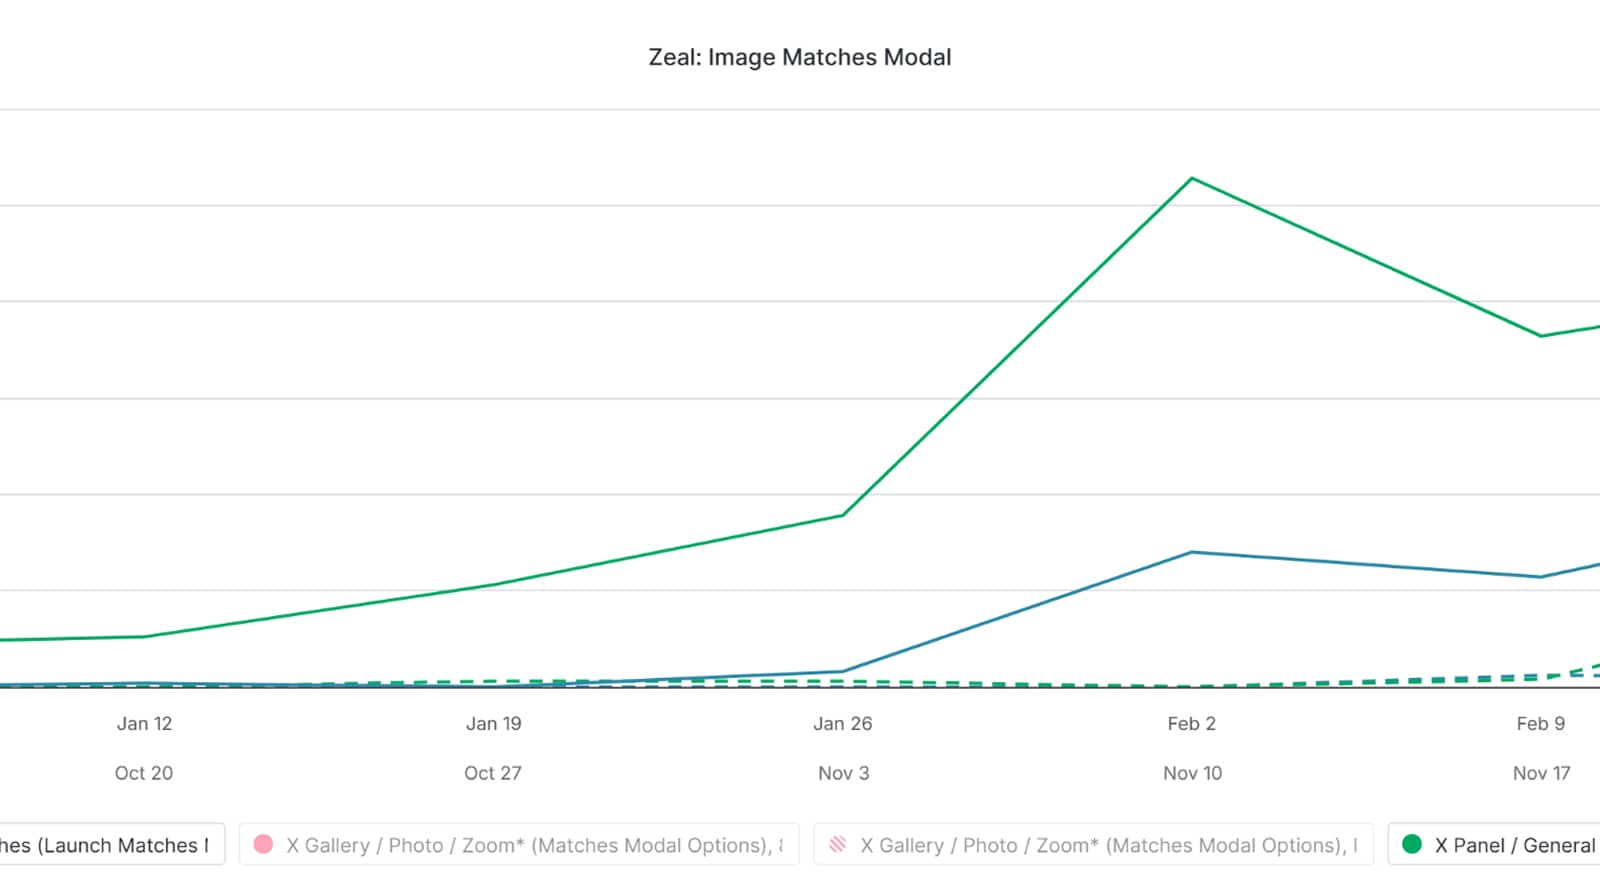 Zeal: Image Matches Modal
Jan 12 Jan 19 Jan 26 Feb 2 Feb 9
Oct 20 Oct 27 Nov 3 Nov 10 Nov 17
(Launch Matches
X Gallery / Photo / Zoom* (Matches Modal Options),
X Gallery / Photo / Zoom* (Matches Modal Options),
X Panel / General